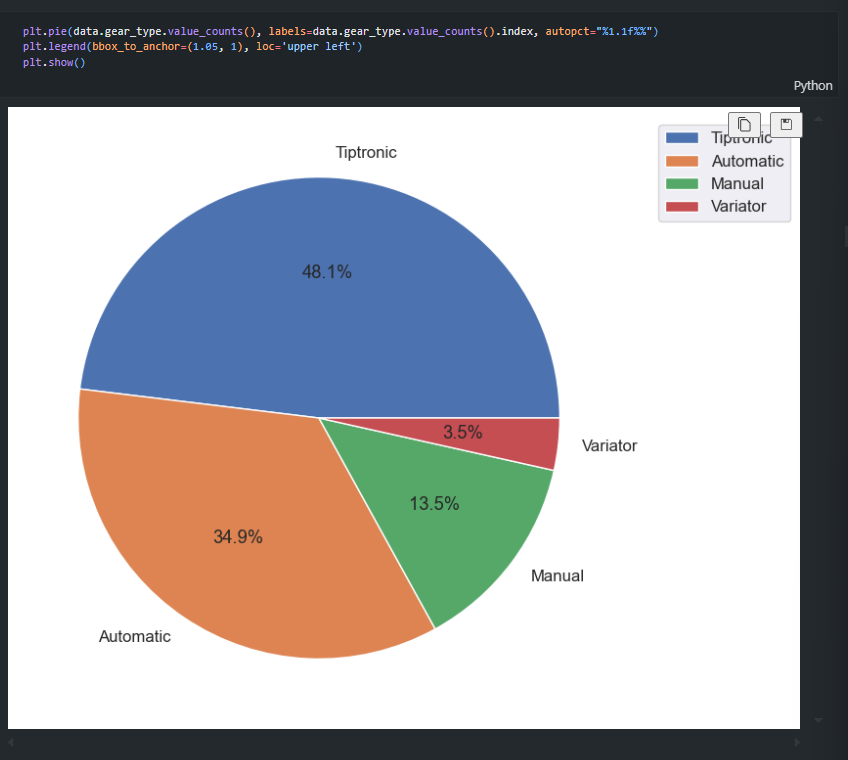 plt.pie(data.gear_type.value_counts(), labels=data.gear_type.value_counts().index, autopct="%1.1f%%")
plt.legend(bbox_to_anchor=(1.05, 1), loc='upper left')
plt.show()
Python
Tiptronic
Automatic
Manual
Variator
Tiptronic
48.1%
3.5%
Variator
13.5%
34.9%
Manual
Automatic